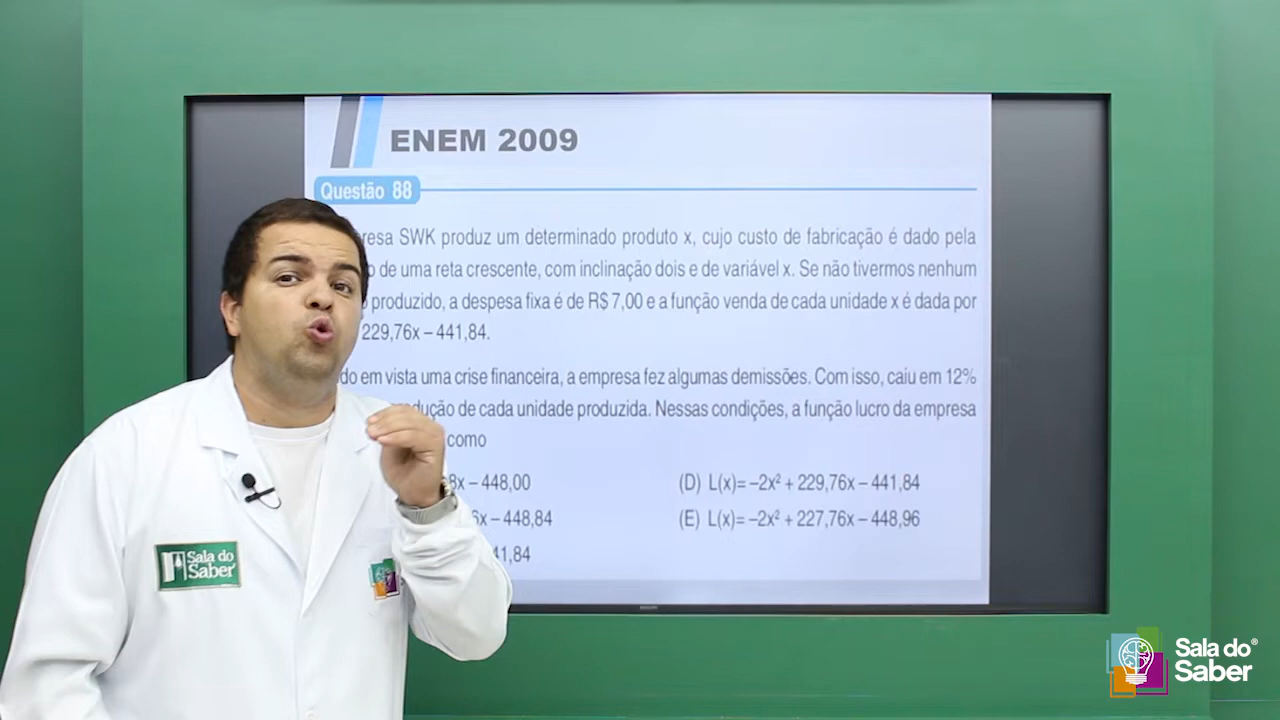 ENEM 2009
Questão 88
resa SWK produz um determinado produto x, cujo custo de fabricação é dado pela
o de uma reta crescente, com inclinação dois e de variável x. Se não tivermos nenhum
produzido, a despesa fixa é de R$ 7,00 e a função venda de cada unidade x é dada por
229,76x – 441,84.
do em vista uma crise financeira, a empresa fez algumas demissões. Com isso, caiu em 12%
dução de cada unidade produzida. Nessas condições, a função lucro da empresa
como
8x – 448,00
(D) L(x)= –2x² + 229,76x – 441,84
6x – 448,84
(E) L(x)= –2x² + 227,76x – 448,96
41,84
Sala do
Saber
Sala do®
Saber